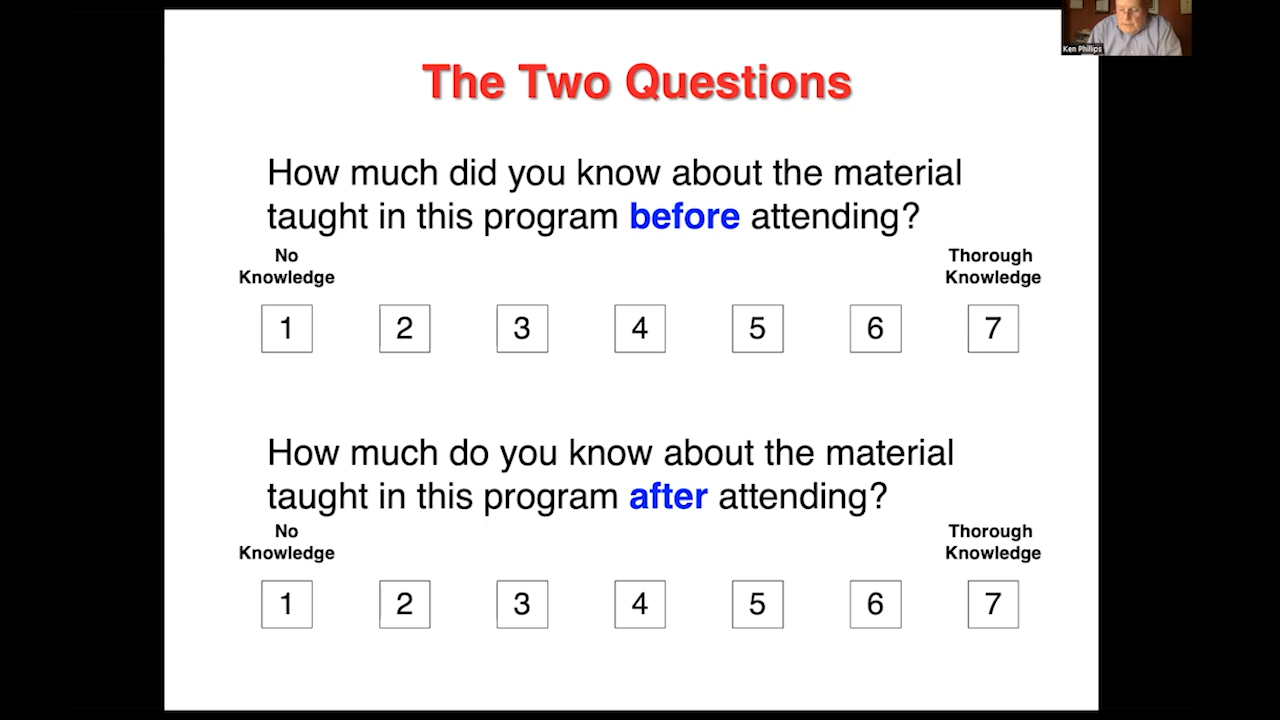 Ken Phillips
The Two Questions
How much did you know about the material
taught in this program before attending?
No
Knowledge
Thorough
Knowledge
1 2 3 4 5 6 7
How much do you know about the material
taught in this program after attending?
No
Knowledge
Thorough
Knowledge
1 2 3 4 5 6 7